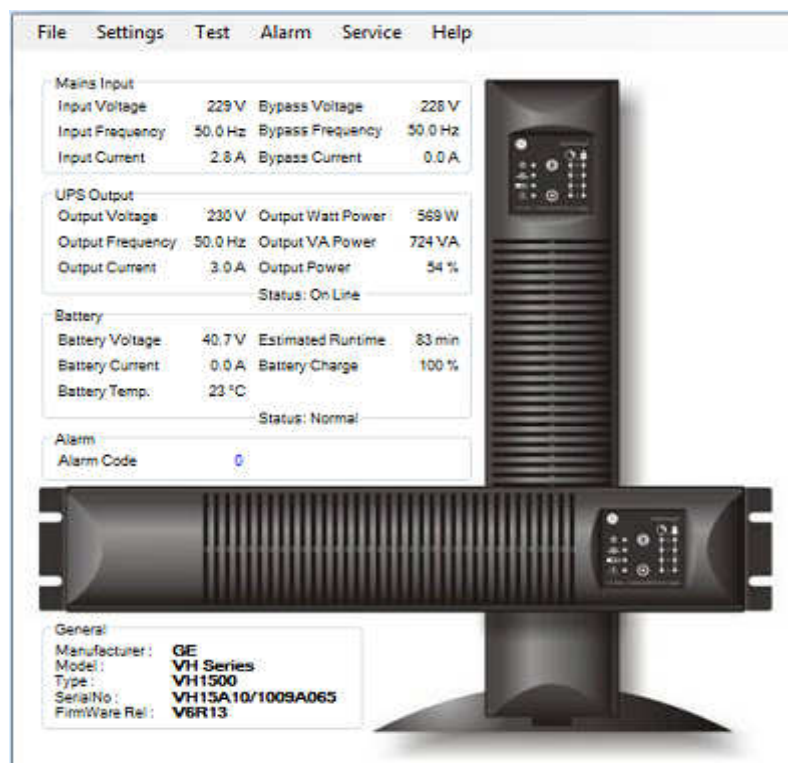 File Settings Test Alarm Service Help
Mains Input
Input Voltage 229 V Bypass Voltage 228 V
Input Frequency 50.0 Hz Bypass Frequency 50.0 Hz
Input Current 2.8 A Bypass Current 0.0 A
UPS Output
Output Voltage 230 V Output Watt Power 569 W
Output Frequency 50.0 Hz Output VA Power 724 VA
Output Current 3.0 A Output Power 54 %
Status: On Line
Battery
Battery Voltage 40.7 V Estimated Runtime 83 min
Battery Current 0.0 A Battery Charge 100 %
Battery Temp. 23 °C
Status: Normal
Alarm
Alarm Code 0
General
Manufacturer : GE
Model : VH Series
Type : VH1500
SerialNo : VH15A10/1009A065
FirmWare Rel : V6R13